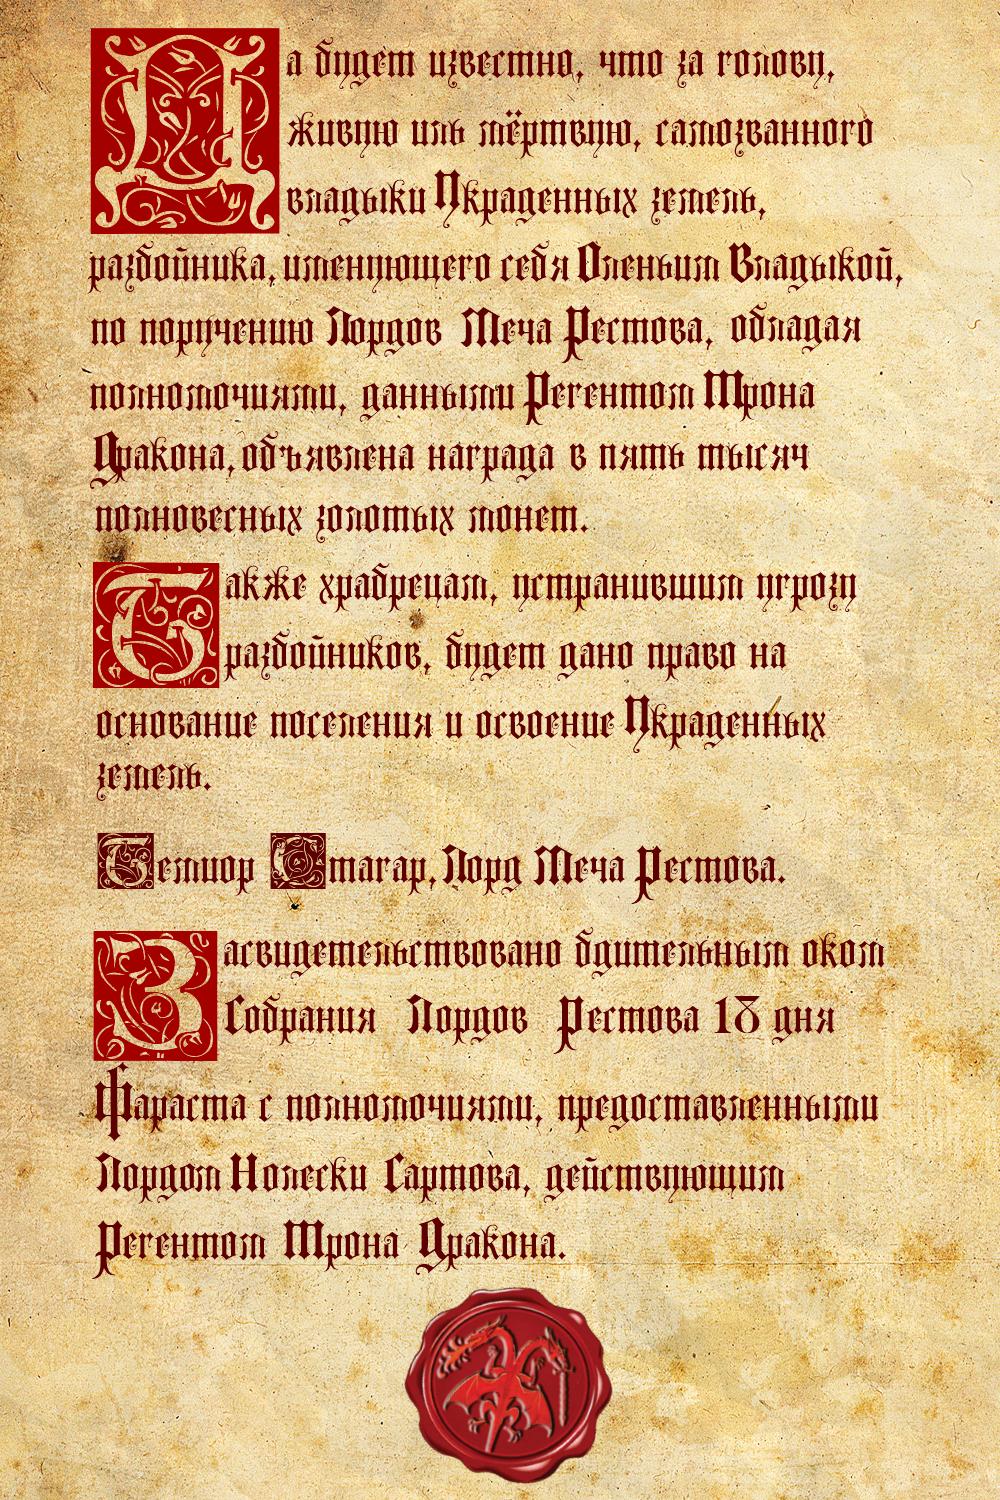 Да будет известно, что за голову,
живую иль мёртвую, самозванного
владыки Украденных земель,
разбойника, именующего себя Оленьим Владыкой,
по поручению Лордов Меча Рестова, обладая
полномочиями, данными Регентом Трона
Дракона, объявлена награда в пять тысяч
полновесных золотых монет.
Также храбрецам, устранившим угрозу
разбойников, будет дано право на
основание поселения и освоение Украденных
земель.
Темиор Стагар, Лорд Меча Рестова.
Засвидетельствовано бдительным оком
Собрания Лордов Рестова 18 дня
Фараста с полномочиями, предоставленными
Лордом Нолески Сартова, действующим
Регентом Трона Дракона.